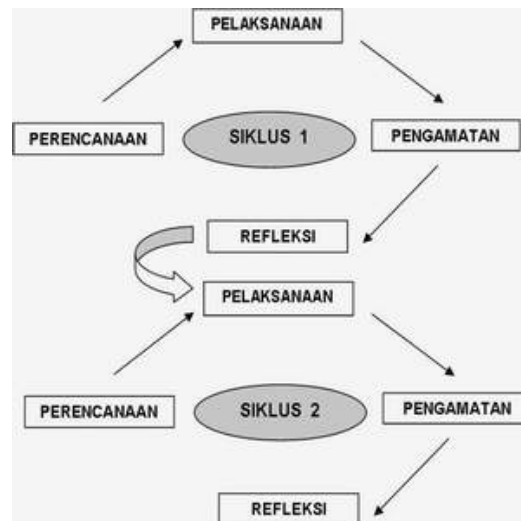 PELAKSANAAN
PERENCANAAN
SIKLUS 1
PENGAMATAN
REFLEKSI
PELAKSANAAN
PERENCANAAN
SIKLUS 2
PENGAMATAN
REFLEKSI